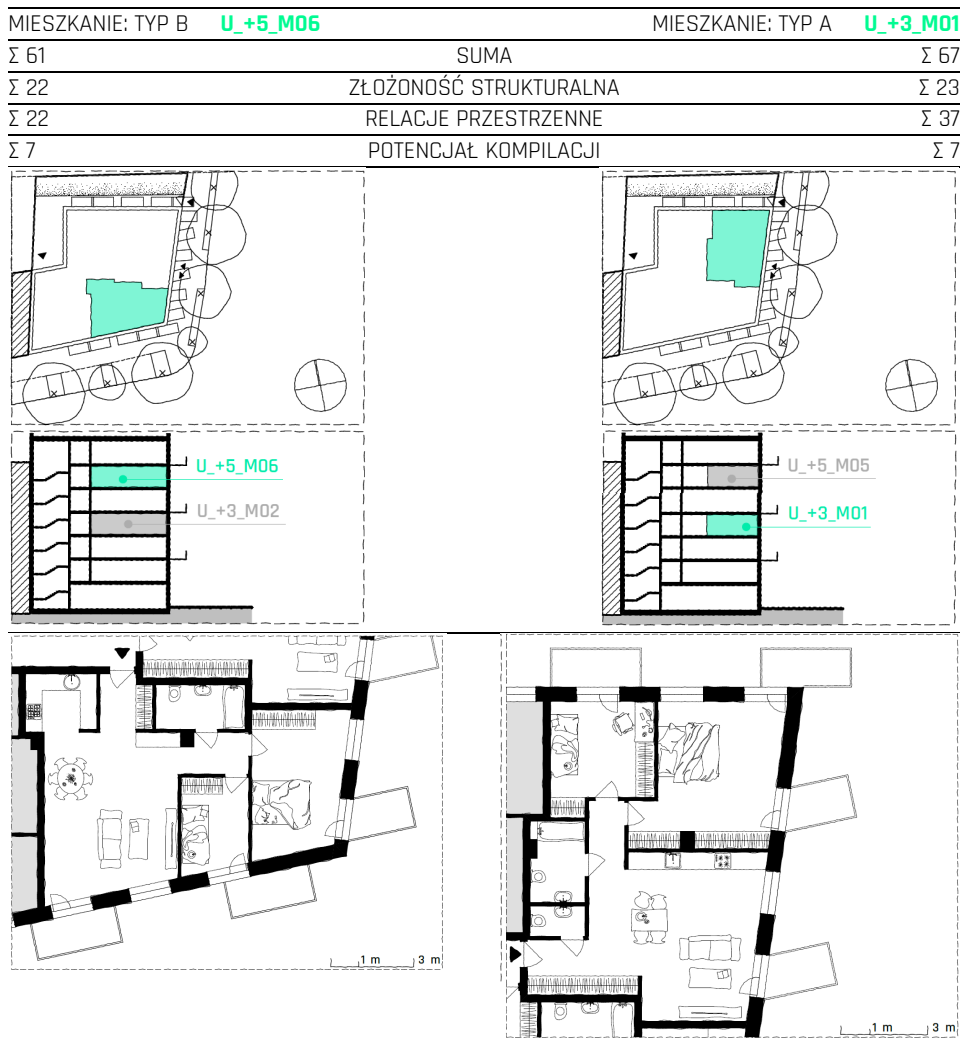 MIESZKANIE: TYP B U_+5_M06 MIESZKANIE: TYP A U_+3_M01
Σ 61 SUMA Σ 67
Σ 22 ZŁOŻONOŚĆ STRUKTURALNA Σ 23
Σ 22 RELACJE PRZESTRZENNE Σ 37
Σ 7 POTENCJAŁ KOMPILACJI Σ 7
U_+5_M06
U_+3_M02
U_+5_M05
U_+3_M01
1 m 3 m
1 m 3 m